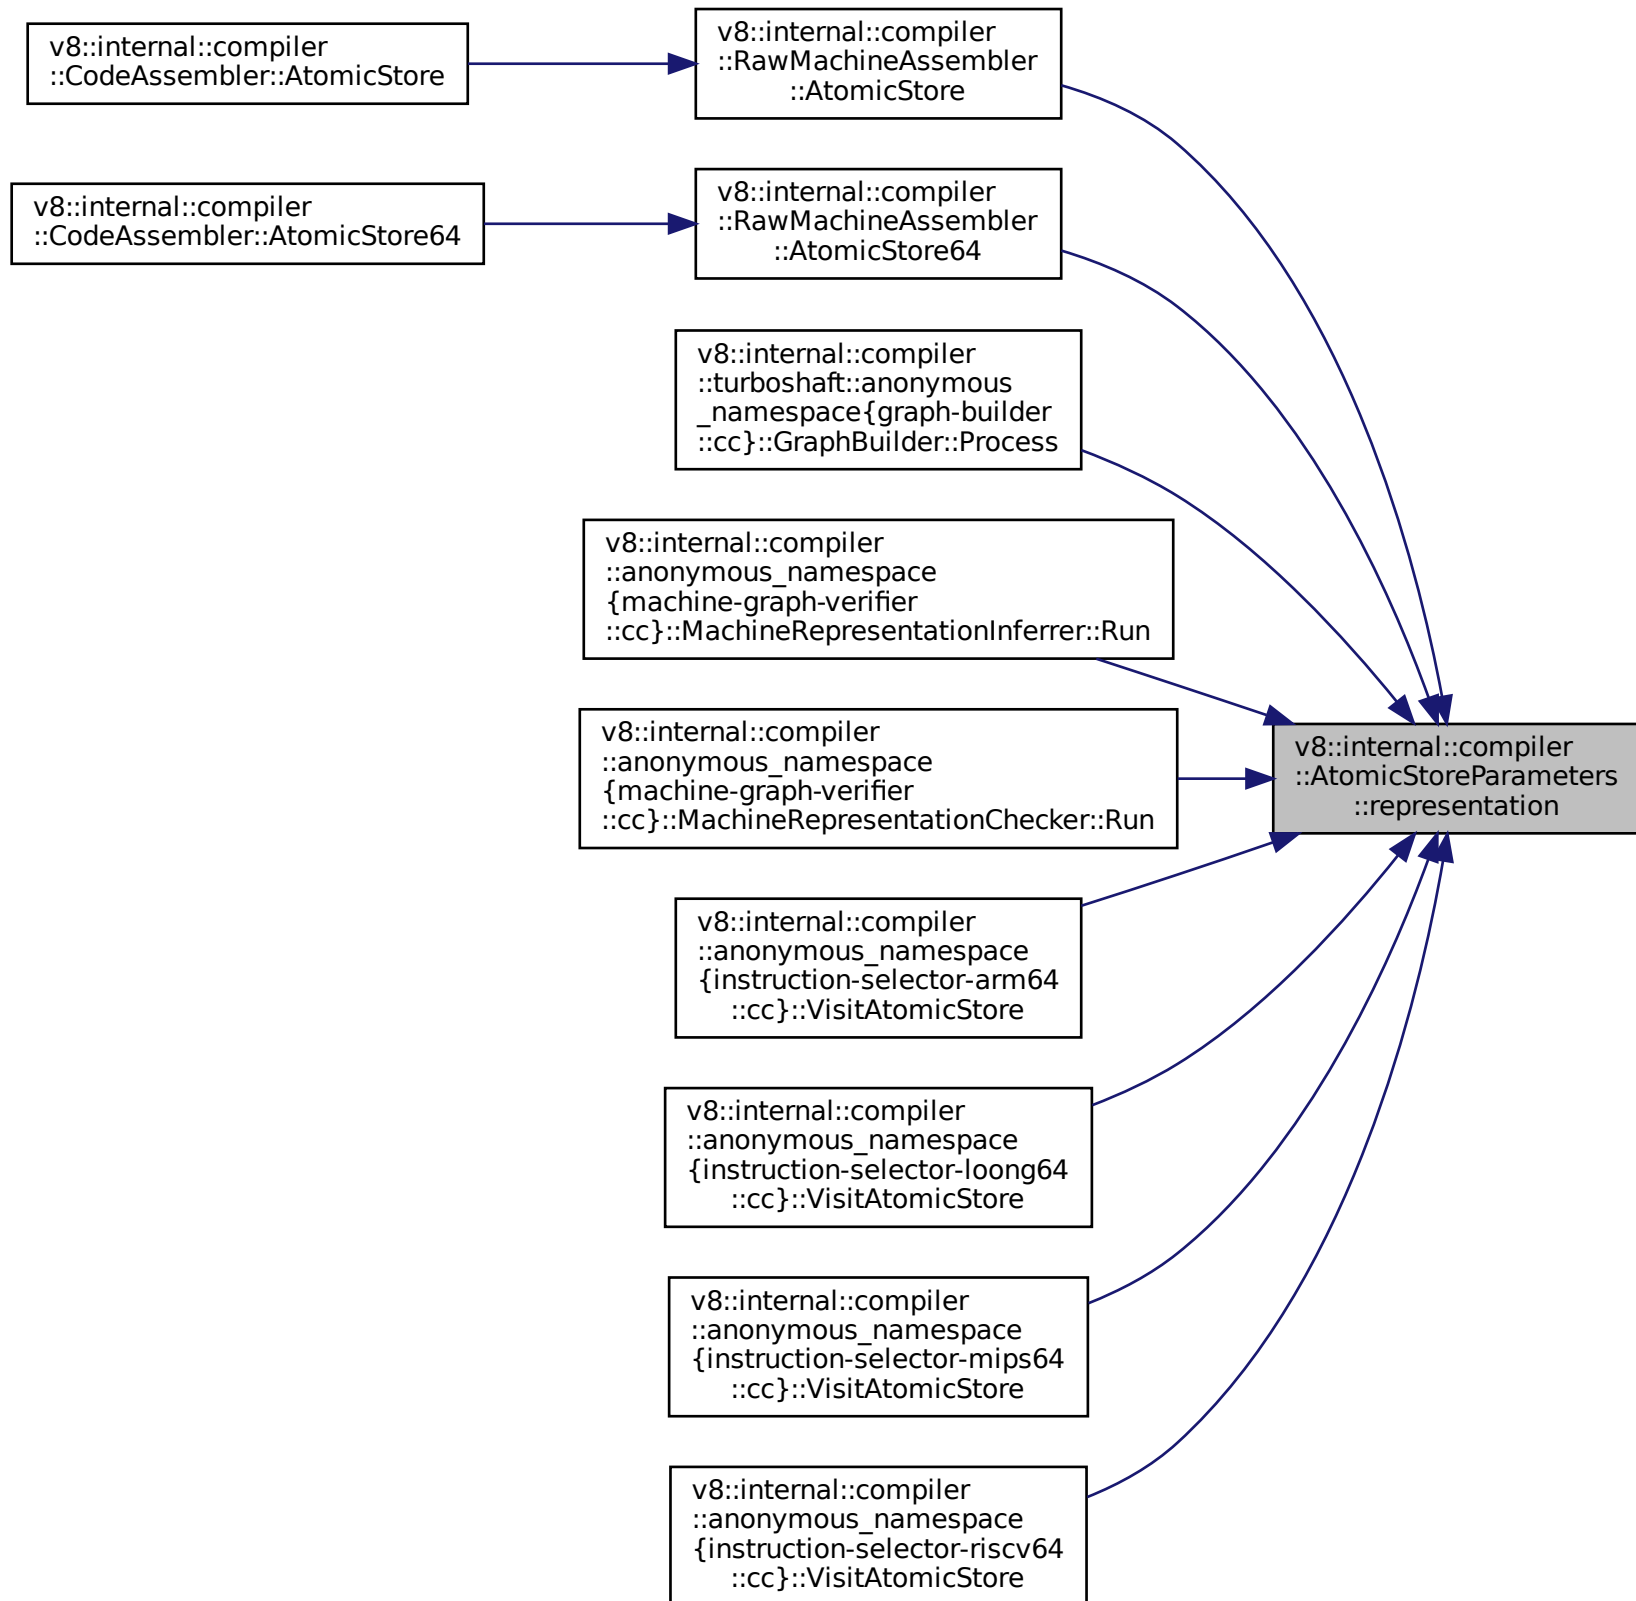 v8::internal::compiler
::CodeAssembler::AtomicStore
v8::internal::compiler
::RawMachineAssembler
::AtomicStore
v8::internal::compiler
::CodeAssembler::AtomicStore64
v8::internal::compiler
::RawMachineAssembler
::AtomicStore64
v8::internal::compiler
::turboshaft::anonymous
_namespace{graph-builder
::cc}::GraphBuilder::Process
v8::internal::compiler
::anonymous_namespace
{machine-graph-verifier
::cc}::MachineRepresentationInferrer::Run
v8::internal::compiler
::anonymous_namespace
{machine-graph-verifier
::cc}::MachineRepresentationChecker::Run
v8::internal::compiler
::AtomicStoreParameters
::representation
v8::internal::compiler
::anonymous_namespace
{instruction-selector-arm64
::cc}::VisitAtomicStore
v8::internal::compiler
::anonymous_namespace
{instruction-selector-loong64
::cc}::VisitAtomicStore
v8::internal::compiler
::anonymous_namespace
{instruction-selector-mips64
::cc}::VisitAtomicStore
v8::internal::compiler
::anonymous_namespace
{instruction-selector-riscv64
::cc}::VisitAtomicStore